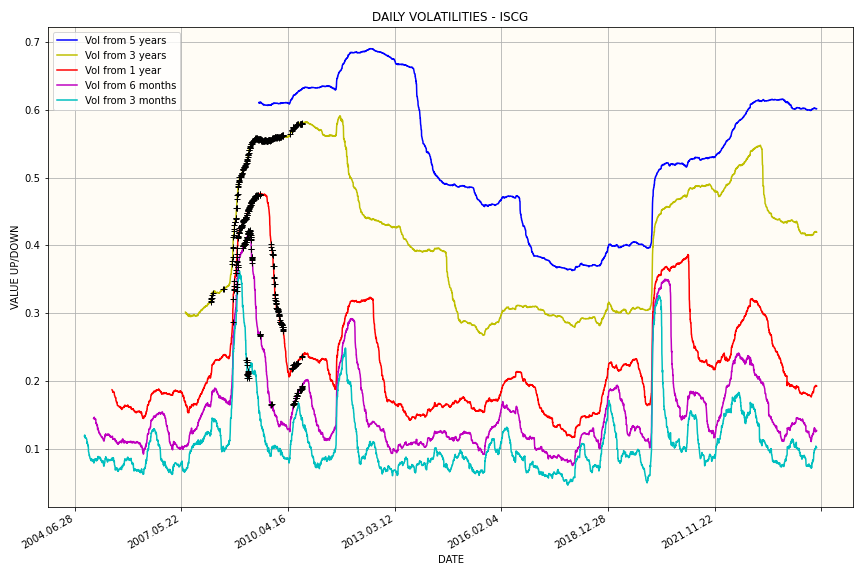 DAILY VOLATILITIES - ISCG
Vol from 5 years
Vol from 3 years
Vol from 1 year
Vol from 6 months
Vol from 3 months
VALUE UP/DOWN
0.7
0.6
0.5
0.4
0.3
0.2
0.1
2004.06.28
2007.05.22
2010.04.16
2013.03.12
2016.02.04
2018.12.28
2021.11.22
DATE